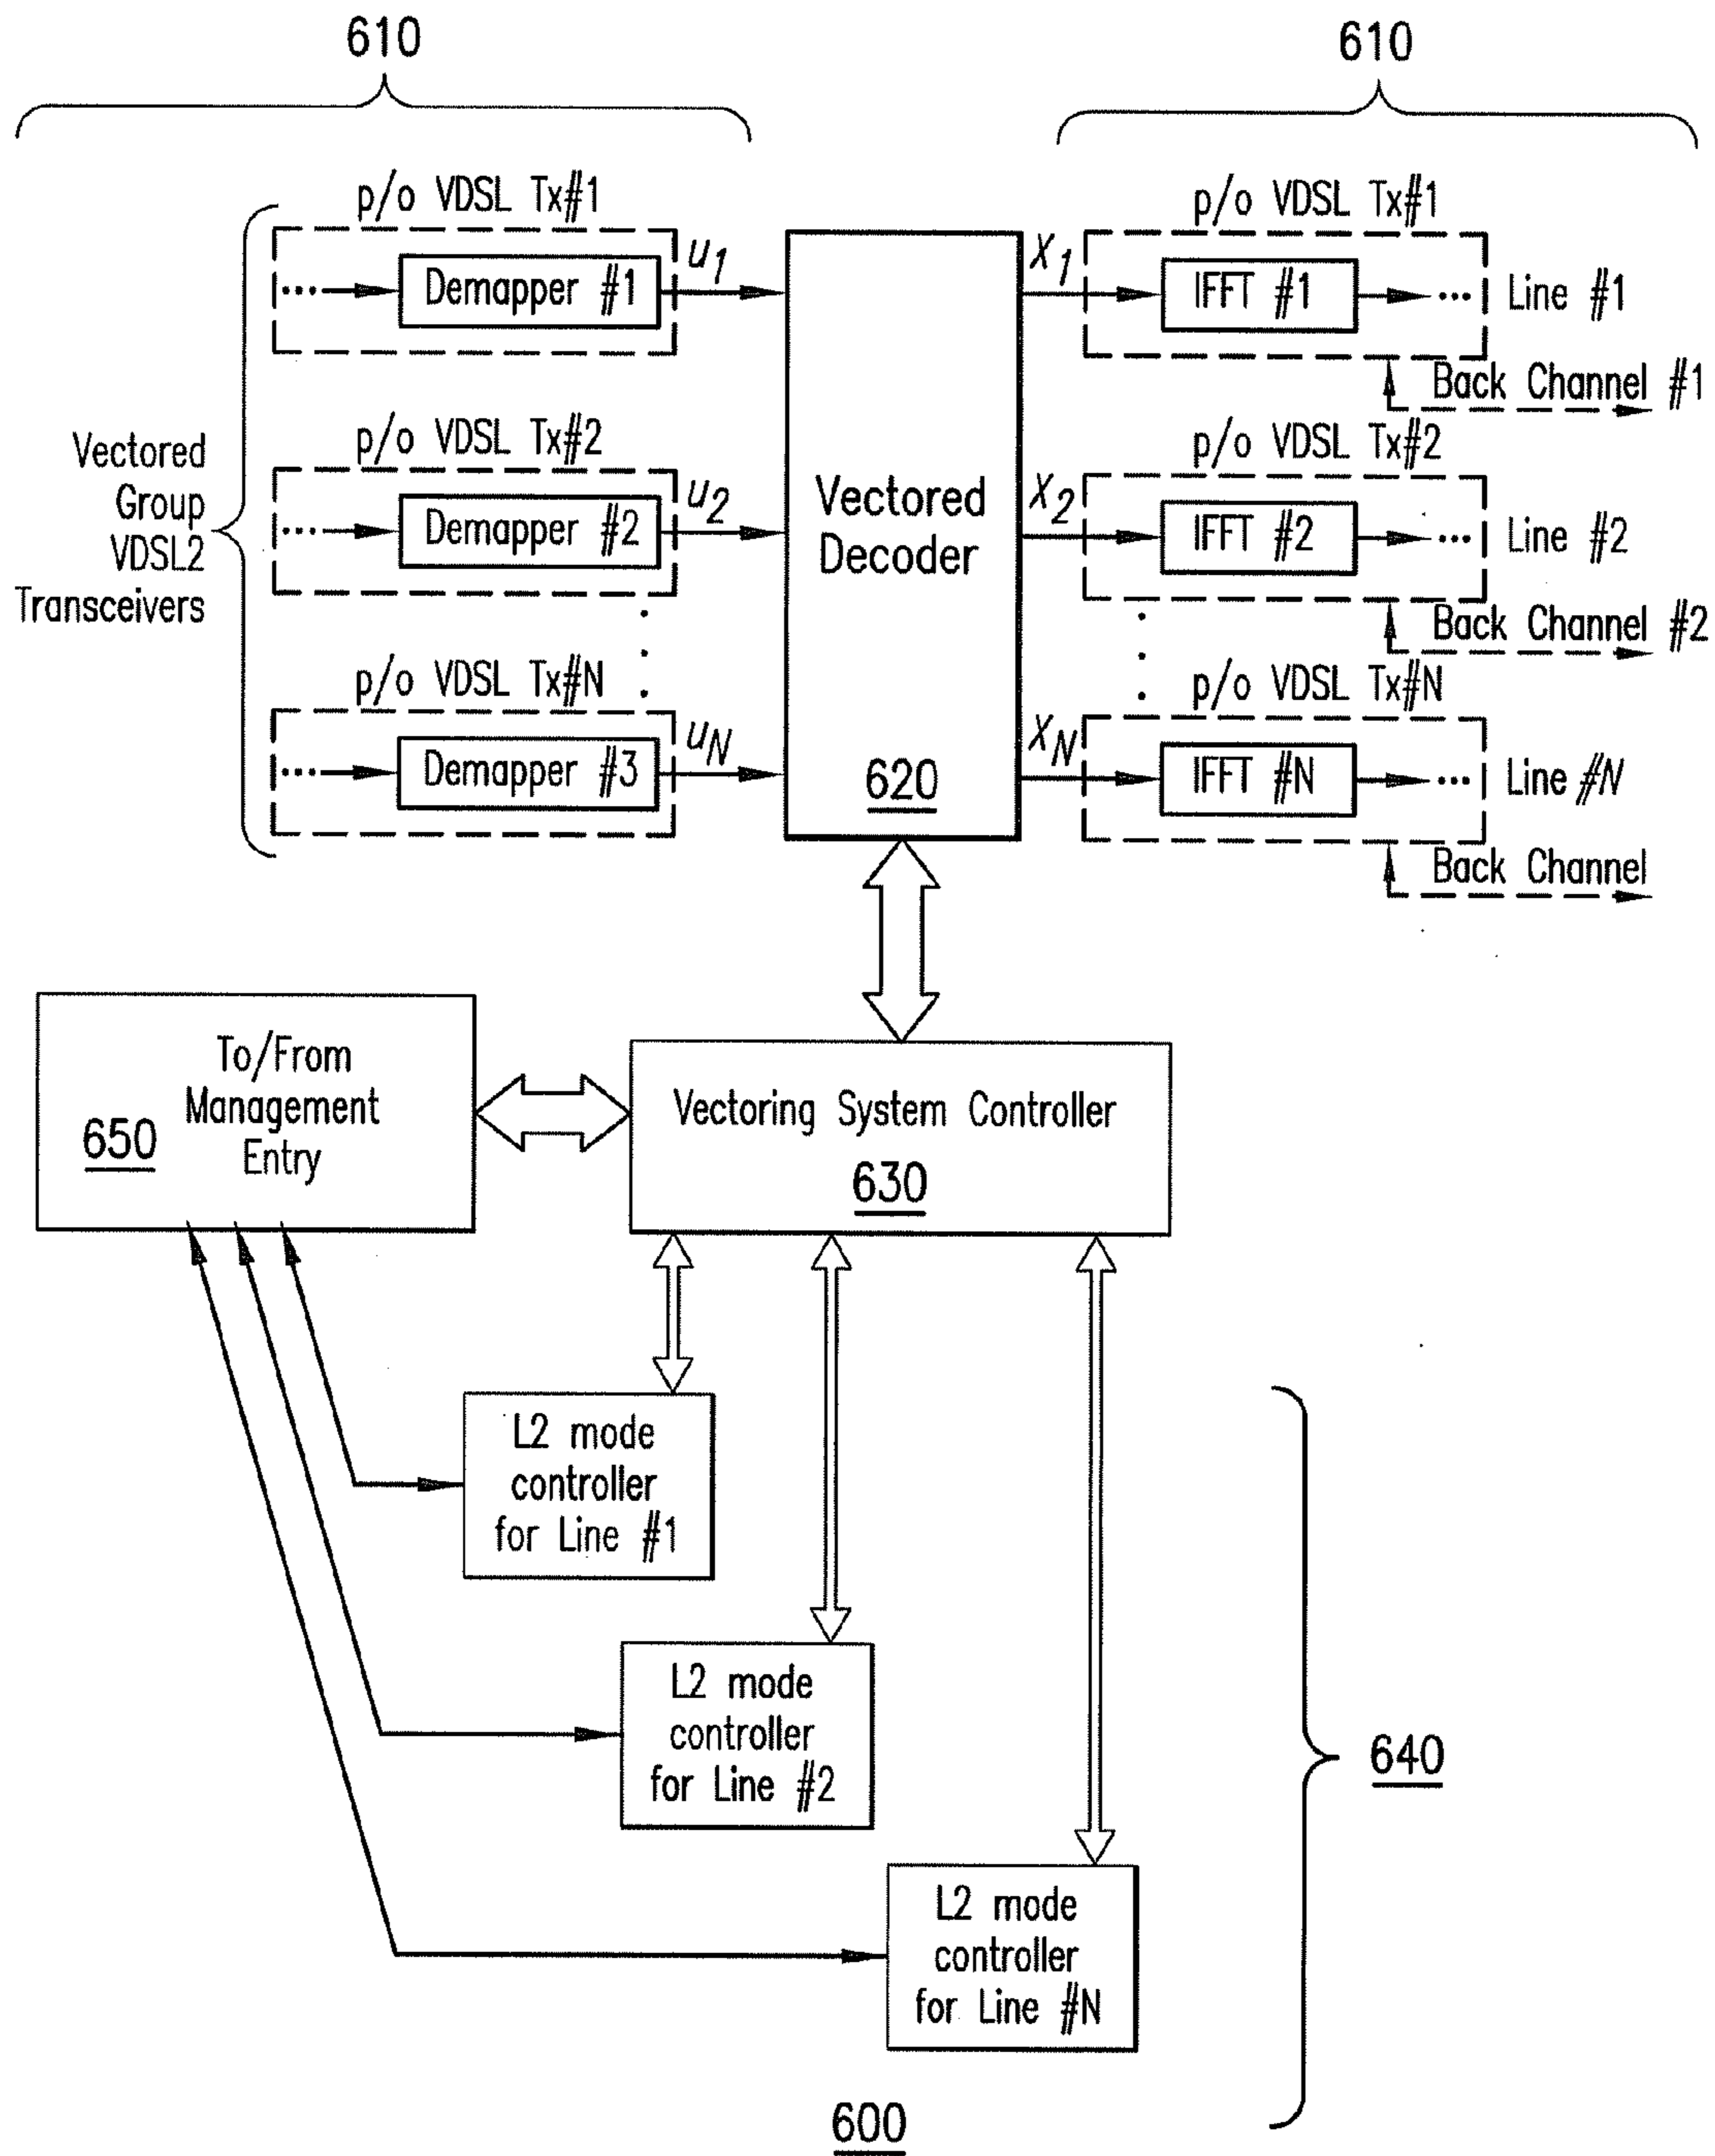 610
610
p/o VDSL Tx#1
Demapper #1
u1
p/o VDSL Tx#2
Demapper #2
u2
p/o VDSL Tx#N
Demapper #3
uN
Vectored
Group
VDSL2
Transceivers
Vectored
Decoder
620
p/o VDSL Tx#1
X1
IFFT #1
Line #1
Back Channel #1
p/o VDSL Tx#2
X2
IFFT #2
Line #2
Back Channel #2
p/o VDSL Tx#N
XN
IFFT #N
Line #N
Back Channel
To/From
Management
Entry
650
Vectoring System Controller
630
L2 mode
controller
for Line #1
L2 mode
controller
for Line #2
L2 mode
controller
for Line #N
640
600